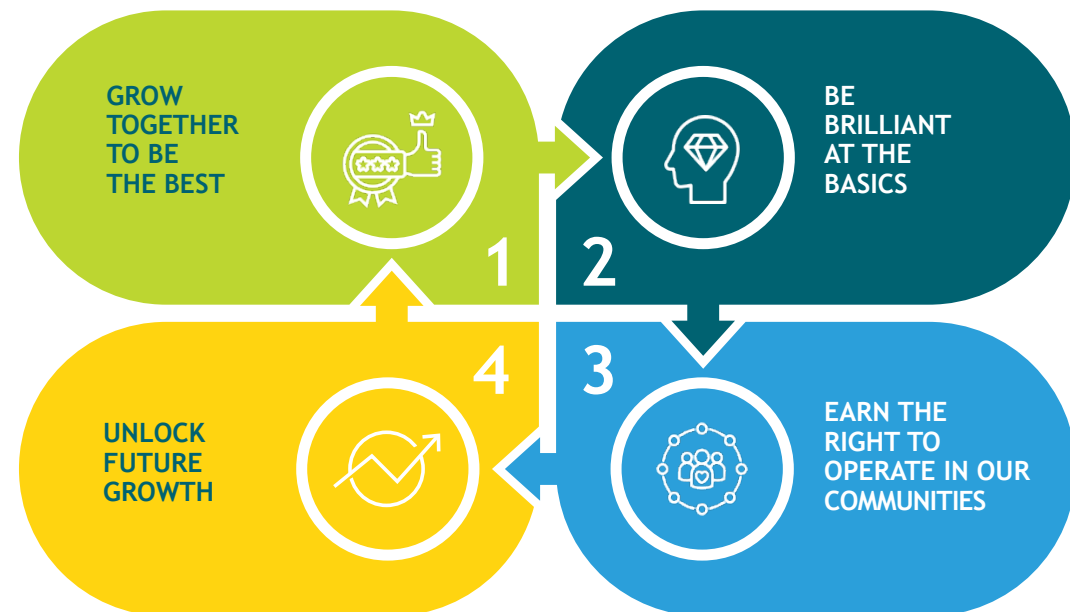 GROW
TOGETHER
TO BE
THE BEST
1
2
BE
BRILLIANT
AT THE
BASICS
UNLOCK
FUTURE
GROWTH
4
3
EARN THE
RIGHT TO
OPERATE IN OUR
COMMUNITIES